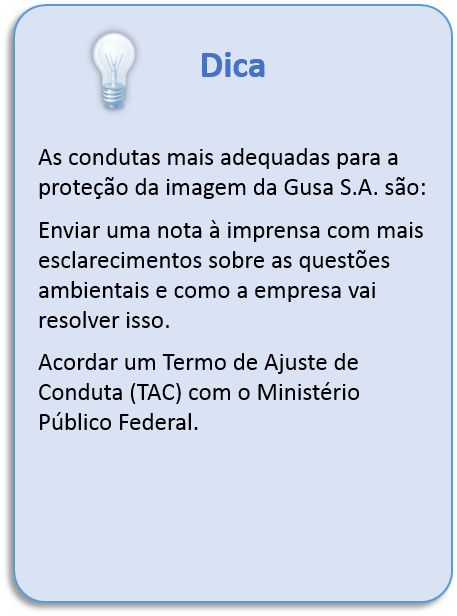 Dica
As condutas mais adequadas para a
proteção da imagem da Gusa S.A. são:
Enviar uma nota à imprensa com mais
esclarecimentos sobre as questões
ambientais e como a empresa vai
resolver isso.
Acordar um Termo de Ajuste de
Conduta (TAC) com o Ministério
Público Federal.